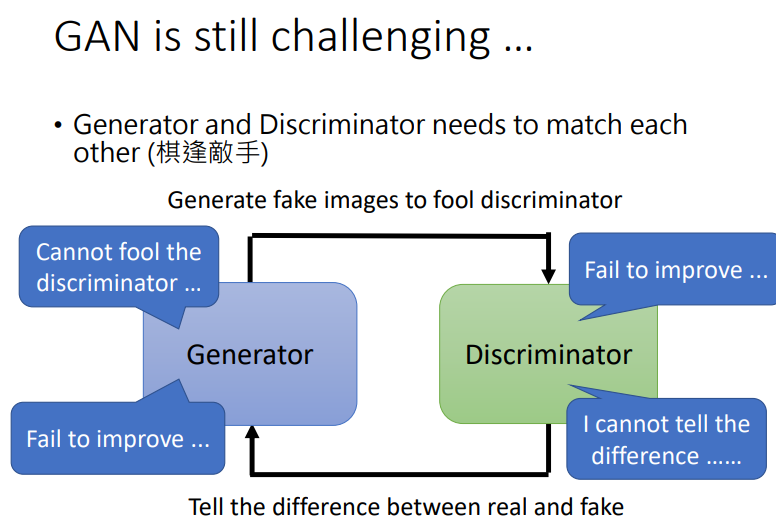 GAN is still challenging …
• Generator and Discriminator needs to match each
other (棋逢敵手)
Generate fake images to fool discriminator
Cannot fool the
discriminator …
Fail to improve …
Generator
Discriminator
Fail to improve …
I cannot tell the
difference ……
Tell the difference between real and fake